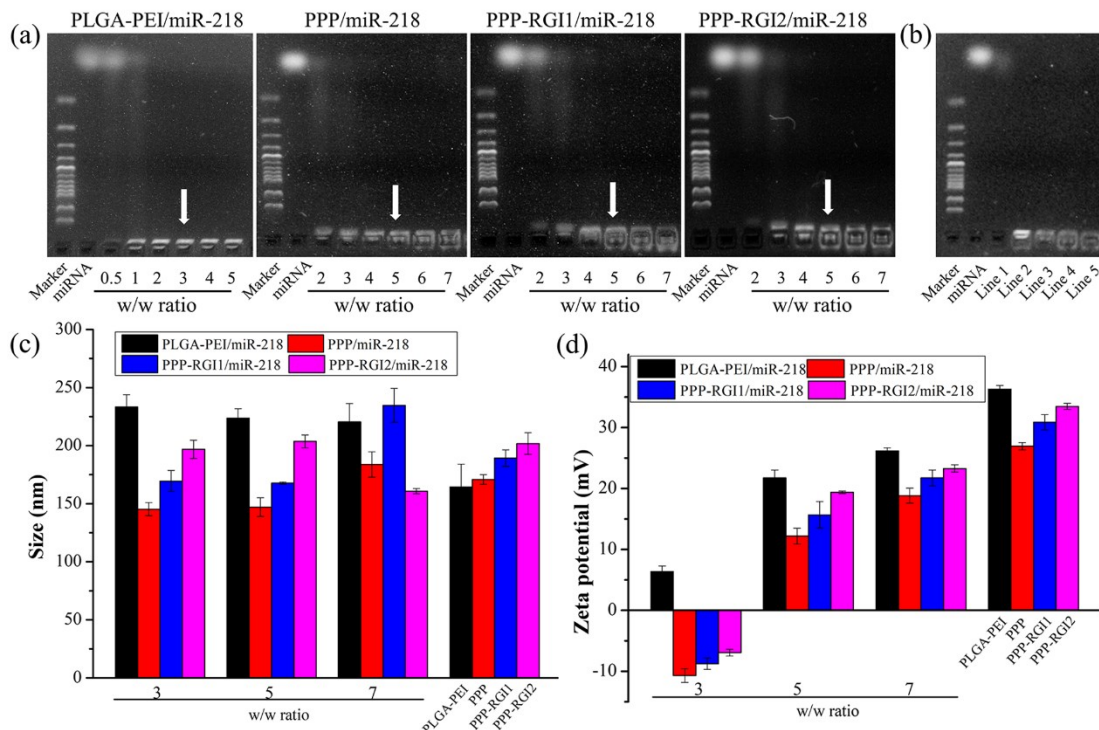 (a)
PLGA-PEI/miR-218
PPP/miR-218
PPP-RGI1/miR-218
PPP-RGI2/miR-218
(b)
Marker
miRNA
0.5 1 2 3 4 5
w/w ratio
Marker
miRNA
2 3 4 5 6 7
w/w ratio
Marker
miRNA
2 3 4 5 6 7
w/w ratio
Marker
miRNA
2 3 4 5 6 7
w/w ratio
Marker
miRNA
Line 1
Line 2
Line 3
Line 4
Line 5
(c)
PLGA-PEI/miR-218
PPP/miR-218
PPP-RGI1/miR-218
PPP-RGI2/miR-218
Size (nm)
300
250
200
150
100
50
0
3
5
7
w/w ratio
PLGA-PEI
PPP
PPP-RGI1
PPP-RGI2
(d)
PLGA-PEI/miR-218
PPP/miR-218
PPP-RGI1/miR-218
PPP-RGI2/miR-218
Zeta potential (mV)
40
30
20
10
0
-10
3
5
7
w/w ratio
PLGA-PEI
PPP
PPP-RGI1
PPP-RGI2